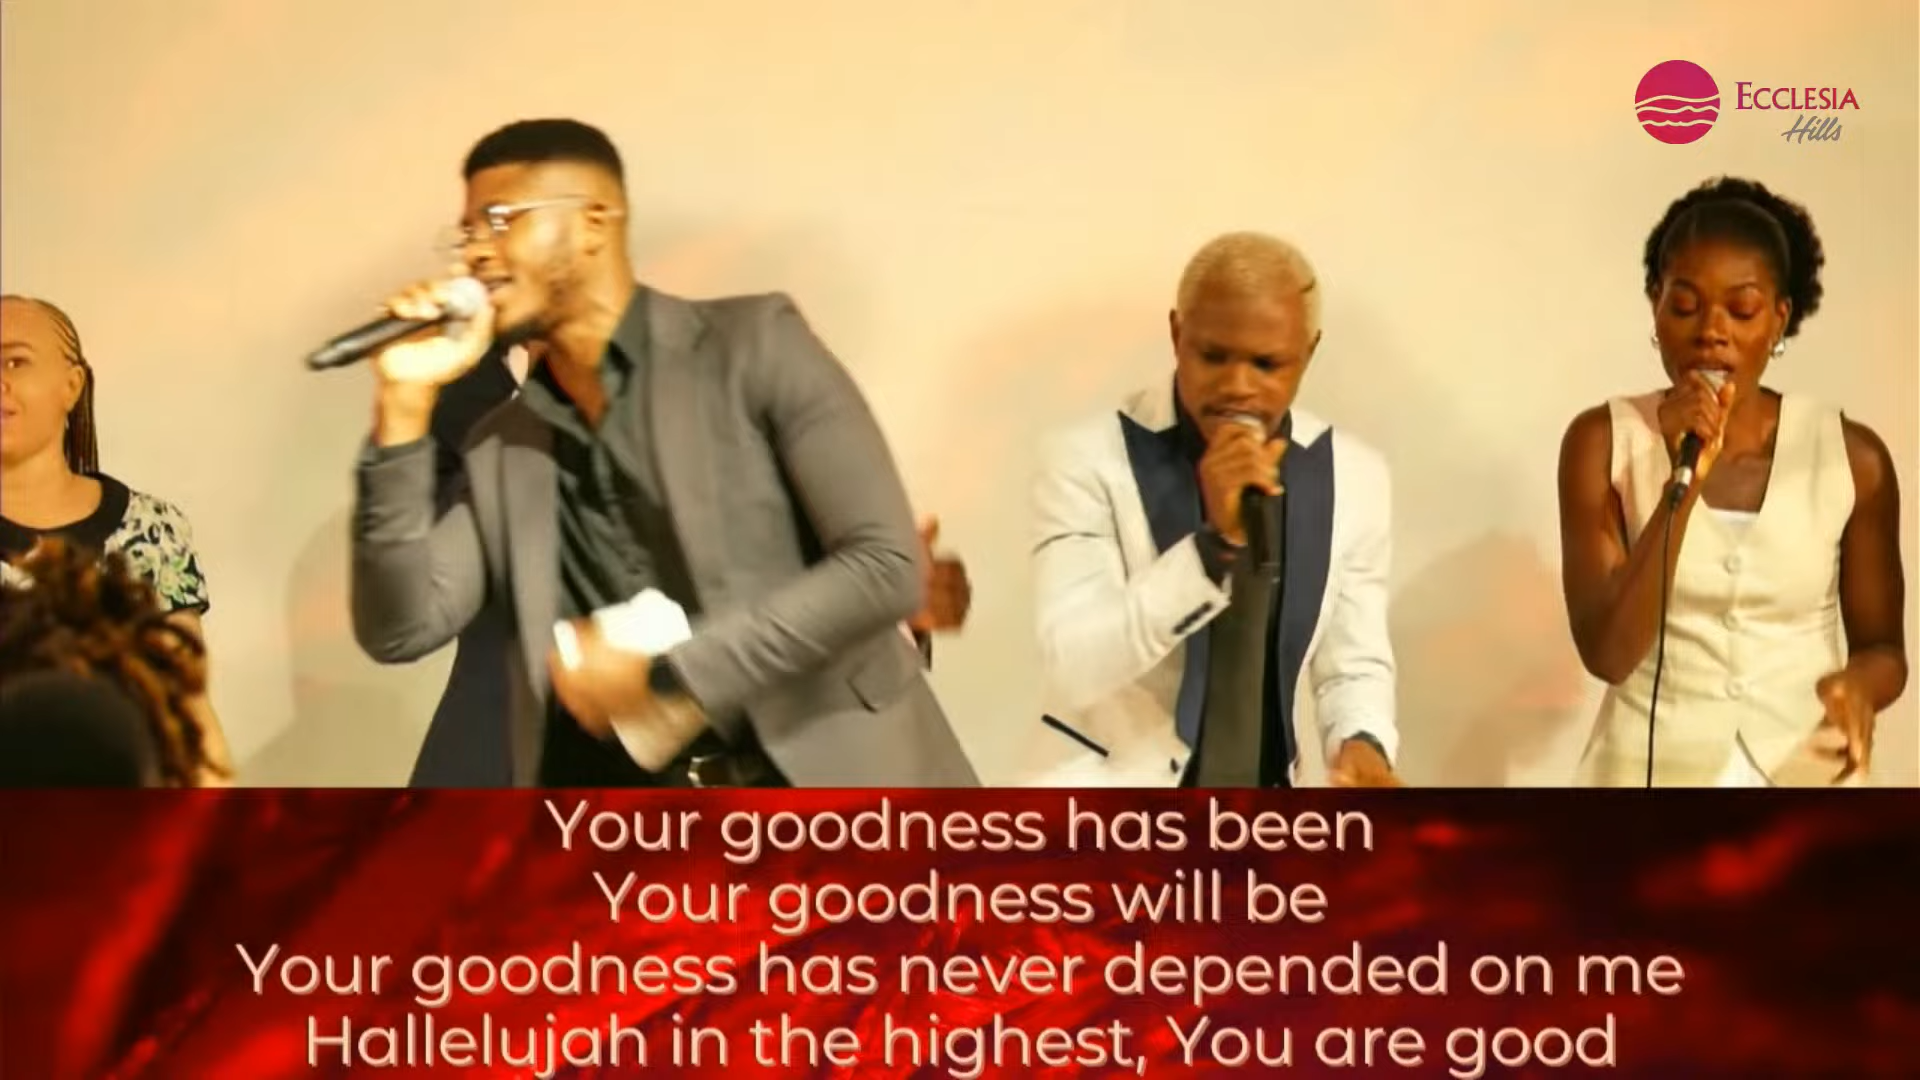 ECCLESIA
Hills
Your goodness has been
Your goodness will be
Your goodness has never depended on me
Hallelujah in the highest, You are good